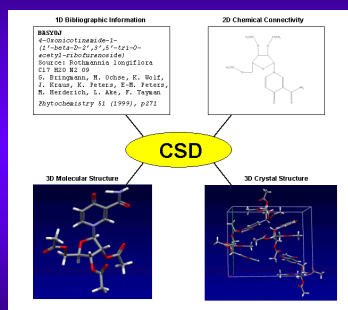 1D Bibliographic Information
BASYOJ
4-Oxonicotinamide-1-
(1'-beta-D-2',3',5'-tri-O-
acetyl-ribofuranoside)
Source: Rothmannia longiflora
C17 H20 N2 O9
G. Bringmann, M. Ochse, K. Wolf,
J. Kraus, K. Peters, E-M. Peters,
M. Herderich, L. Ake, F. Tayman
Phytochemistry 51 (1999), p271
2D Chemical Connectivity
CSD
3D Molecular Structure
3D Crystal Structure